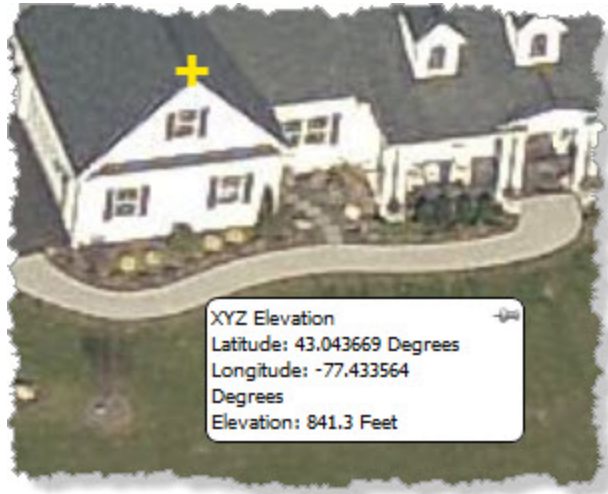 XYZ Elevation
Latitude: 43.043669 Degrees
Longitude: -77.433564
Degrees
Elevation: 841.3 Feet